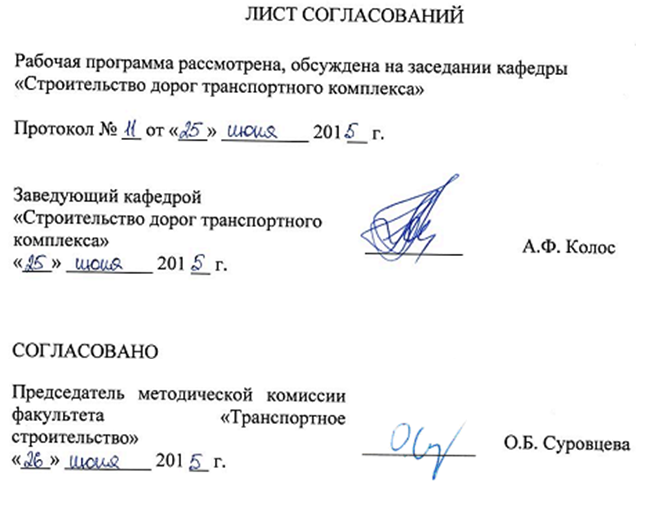 ЛИСТ СОГЛАСОВАНИЙ
Рабочая программа рассмотрена, обсуждена на заседании кафедры
«Строительство дорог транспортного комплекса»
Протокол № 11 от «25» июня 2015 г.
Заведующий кафедрой
«Строительство дорог транспортного
комплекса»
«25» июня 2015 г.
А.Ф. Колос
СОГЛАСОВАНО
Председатель методической комиссии
факультета «Транспортное
строительство»
«26» июня 2015 г.
О.Б. Суровцева